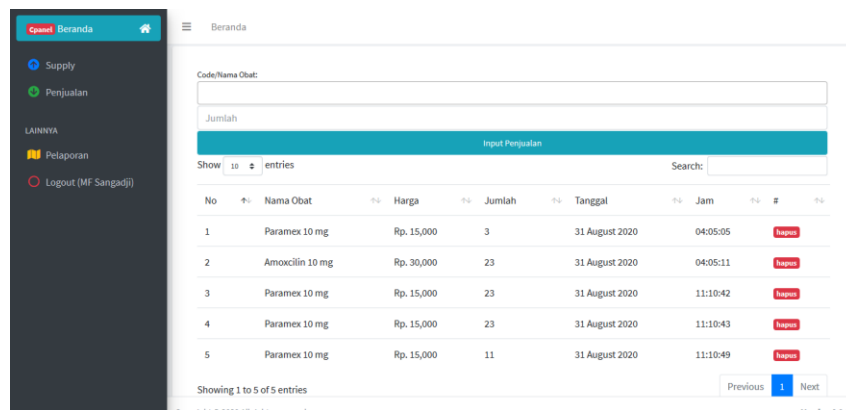 Cpanel Beranda
Beranda
Supply
Penjualan
LAINNYA
Pelaporan
Logout (MF Sangadji)
Code/Nama Obat:
Jumlah
Input Penjualan
Show 10 entries
Search:
No Nama Obat Harga Jumlah Tanggal Jam #
1 Paramex 10 mg Rp. 15,000 3 31 August 2020 04:05:05 hapus
2 Amoxcilin 10 mg Rp. 30,000 23 31 August 2020 04:05:11 hapus
3 Paramex 10 mg Rp. 15,000 23 31 August 2020 11:10:42 hapus
4 Paramex 10 mg Rp. 15,000 23 31 August 2020 11:10:43 hapus
5 Paramex 10 mg Rp. 15,000 11 31 August 2020 11:10:49 hapus
Showing 1 to 5 of 5 entries
Previous 1 Next